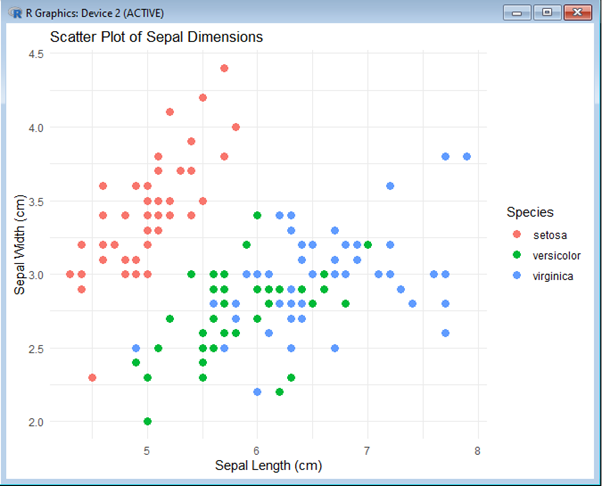 R Graphics: Device 2 (ACTIVE)
Scatter Plot of Sepal Dimensions
4.5
4.0
3.5
3.0
2.5
2.0
Sepal Width (cm)
5 6 7 8
Sepal Length (cm)
Species
setosa
versicolor
virginica